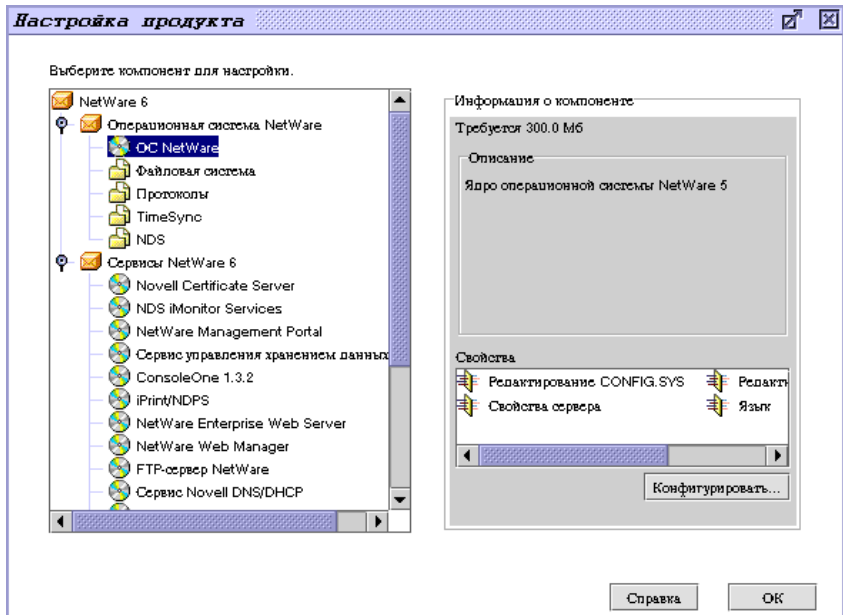 Настройка продукта
Выберите компонент для настройки.
NetWare 6
Операционная система NetWare
ОС NetWare
Файловая система
Протоколы
TimeSync
NDS
Сервисы NetWare 6
Novell Certificate Server
NDS iMonitor Services
NetWare Management Portal
Сервис управления хранением данных
ConsoleOne 1.3.2
iPrint/NDPS
NetWare Enterprise Web Server
NetWare Web Manager
FTP-сервер NetWare
Сервис Novell DNS/DHCP
Информация о компоненте
Требуется 300.0 Мб
Описание
Ядро операционной системы NetWare 5
Свойства
Редактирование CONFIG.SYS
Свойства сервера
Язык
Конфигурировать...
Справка
ОК